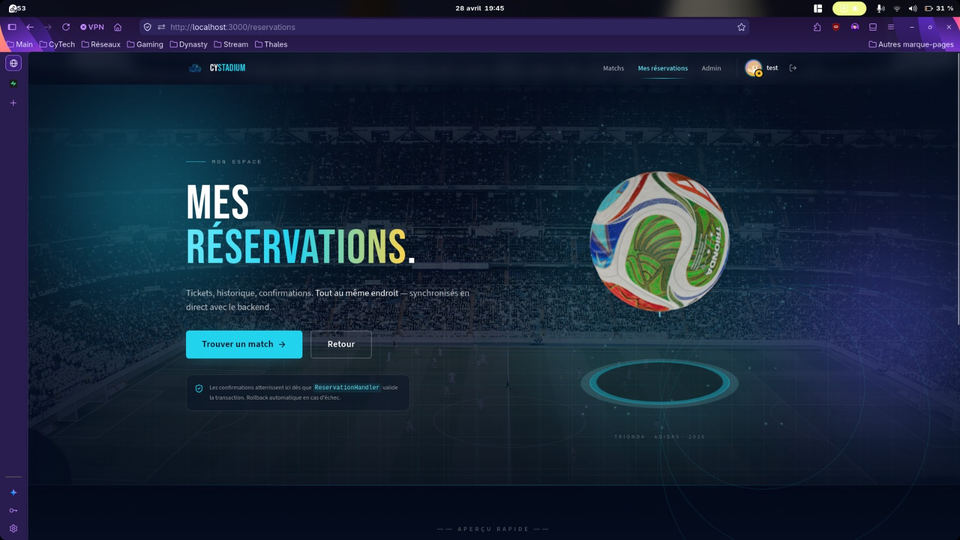 28 avril 19:45
31 %
VPN
http://localhost:3000/reservations
Main
CyTech
Réseaux
Gaming
Dynasty
Stream
Thales
Autres marque-pages
CYSTADIUM
Matchs
Mes réservations
Admin
test
MON ESPACE
MES
RÉSERVATIONS.
Tickets, historique, confirmations. Tout au même endroit — synchronisés en
direct avec le backend.
Trouver un match →
Retour
Les confirmations atterrissent ici dès que ReservationHandler valide
la transaction. Rollback automatique en cas d'échec.
TRIONDA
TRIONDA · ADIDAS · 2026
APERÇU RAPIDE